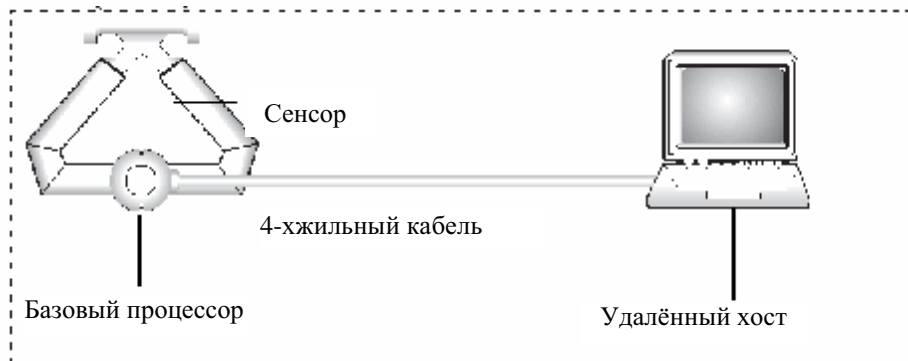 Сенсор
4-хжильный кабель
Базовый процессор
Удалённый хост